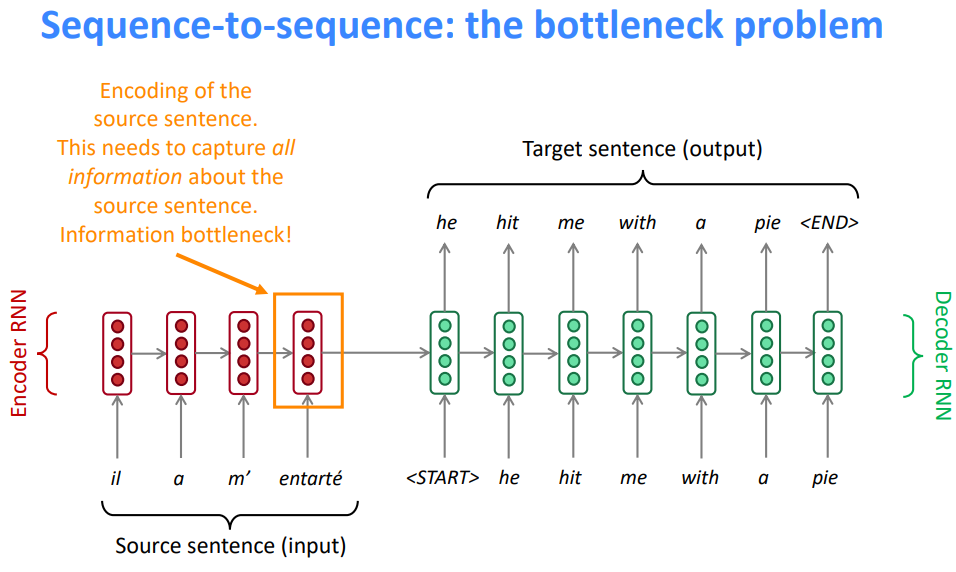 Sequence-to-sequence: the bottleneck problem
Encoding of the
source sentence.
This needs to capture all
information about the
source sentence.
Information bottleneck!
Target sentence (output)
he hit me with a pie <END>
Encoder RNN
Decoder RNN
il a m’ entarté <START> he hit me with a pie
Source sentence (input)